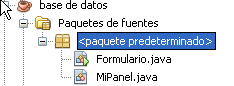 base de datos
Paquetes de fuentes
<paquete predeterminado>
Formulario.java
MiPanel.java